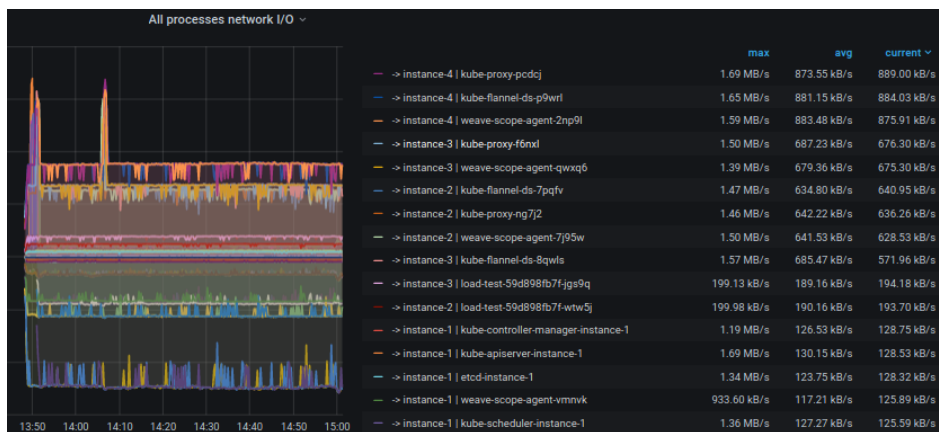 All processes network I/O
max avg current
-> instance-4 | kube-proxy-pcdcj 1.69 MB/s 873.55 kB/s 889.00 kB/s
-> instance-4 | kube-flannel-ds-p9wrl 1.65 MB/s 881.15 kB/s 884.03 kB/s
-> instance-4 | weave-scope-agent-2np9l 1.59 MB/s 883.48 kB/s 875.91 kB/s
-> instance-3 | kube-proxy-f6nxl 1.50 MB/s 687.23 kB/s 676.30 kB/s
-> instance-3 | weave-scope-agent-qwxq6 1.39 MB/s 679.36 kB/s 675.30 kB/s
-> instance-2 | kube-flannel-ds-7pqfv 1.47 MB/s 634.80 kB/s 640.95 kB/s
-> instance-2 | kube-proxy-ng7j2 1.46 MB/s 642.22 kB/s 636.26 kB/s
-> instance-2 | weave-scope-agent-7j95w 1.50 MB/s 641.53 kB/s 628.53 kB/s
-> instance-3 | kube-flannel-ds-8qwls 1.57 MB/s 685.47 kB/s 571.96 kB/s
-> instance-3 | load-test-59d898fb7f-jgs9q 199.13 kB/s 189.16 kB/s 194.18 kB/s
-> instance-2 | load-test-59d898fb7f-wtw5j 199.98 kB/s 190.16 kB/s 193.70 kB/s
-> instance-1 | kube-controller-manager-instance-1 1.19 MB/s 126.53 kB/s 128.75 kB/s
-> instance-1 | kube-apiserver-instance-1 1.69 MB/s 130.15 kB/s 128.53 kB/s
-> instance-1 | etcd-instance-1 1.34 MB/s 123.75 kB/s 128.32 kB/s
-> instance-1 | weave-scope-agent-vmnvk 933.60 kB/s 117.21 kB/s 125.89 kB/s
-> instance-1 | kube-scheduler-instance-1 1.36 MB/s 127.27 kB/s 125.59 kB/s
13:50 14:00 14:10 14:20 14:30 14:40 14:50 15:00